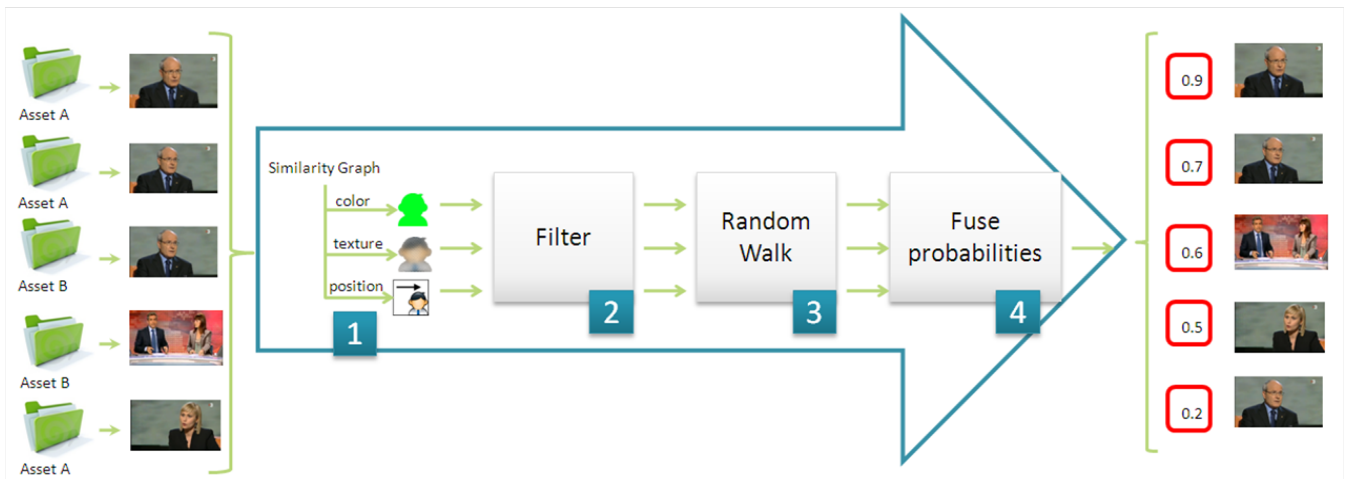 Asset A
Asset A
Asset B
Asset B
Asset A
Similarity Graph
color
texture
position
1
Filter
2
Random
Walk
3
Fuse
probabilities
4
0.9
0.7
0.6
0.5
0.2